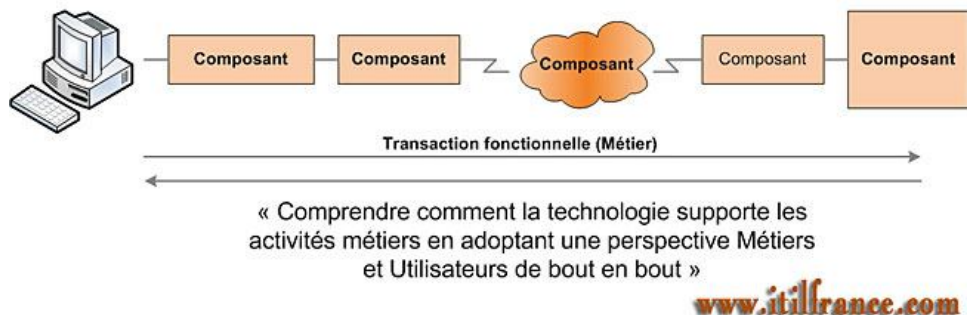 Composant
Composant
Composant
Composant
Composant
Transaction fonctionnelle (Métier)
« Comprendre comment la technologie supporte les
activités métiers en adoptant une perspective Métiers
et Utilisateurs de bout en bout »
www.itilfrance.com